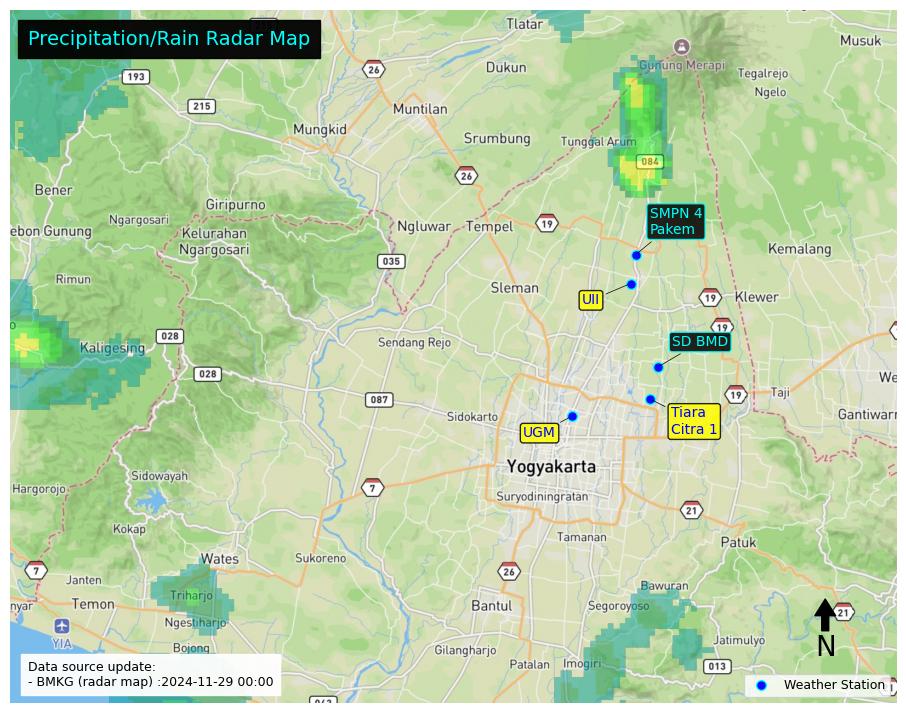 Precipitation/Rain Radar Map
Tlatar
Musuk
193
26
Dukun
Gunung Merapi
Tegalrejo
Ngelo
215
Muntilan
Mungkid
Srumbung
Tunggal Arum
084
26
Bener
Giripurno
Ngargosari
SMPN 4
Pakem
ebon Gunung
Kelurahan
Ngargosari
Ngluwar
Tempel
19
Kemalang
035
Rimun
Sleman
UII
19
Klewer
028
19
Kaligesing
Sendang Rejo
SD BMD
028
We
087
19
Taji
Sidokarto
Tiara
Citra 1
Gantiwarn
UGM
Yogyakarta
Sidowayah
Hargorojo
7
Suryodiningratan
21
Kokap
Tamanan
Patuk
Wates
Sukoreno
7
26
Janten
Bawuran
nyar
Temon
Triharjo
Bantul
Segoroyoso
21
Ngestiharjo
YIA
Jatimulyo
N
Bojong
Gilangharjo
Patalan
Imogiri
013
Data source update:
- BMKG (radar map) :2024-11-29 00:00
Weather Station